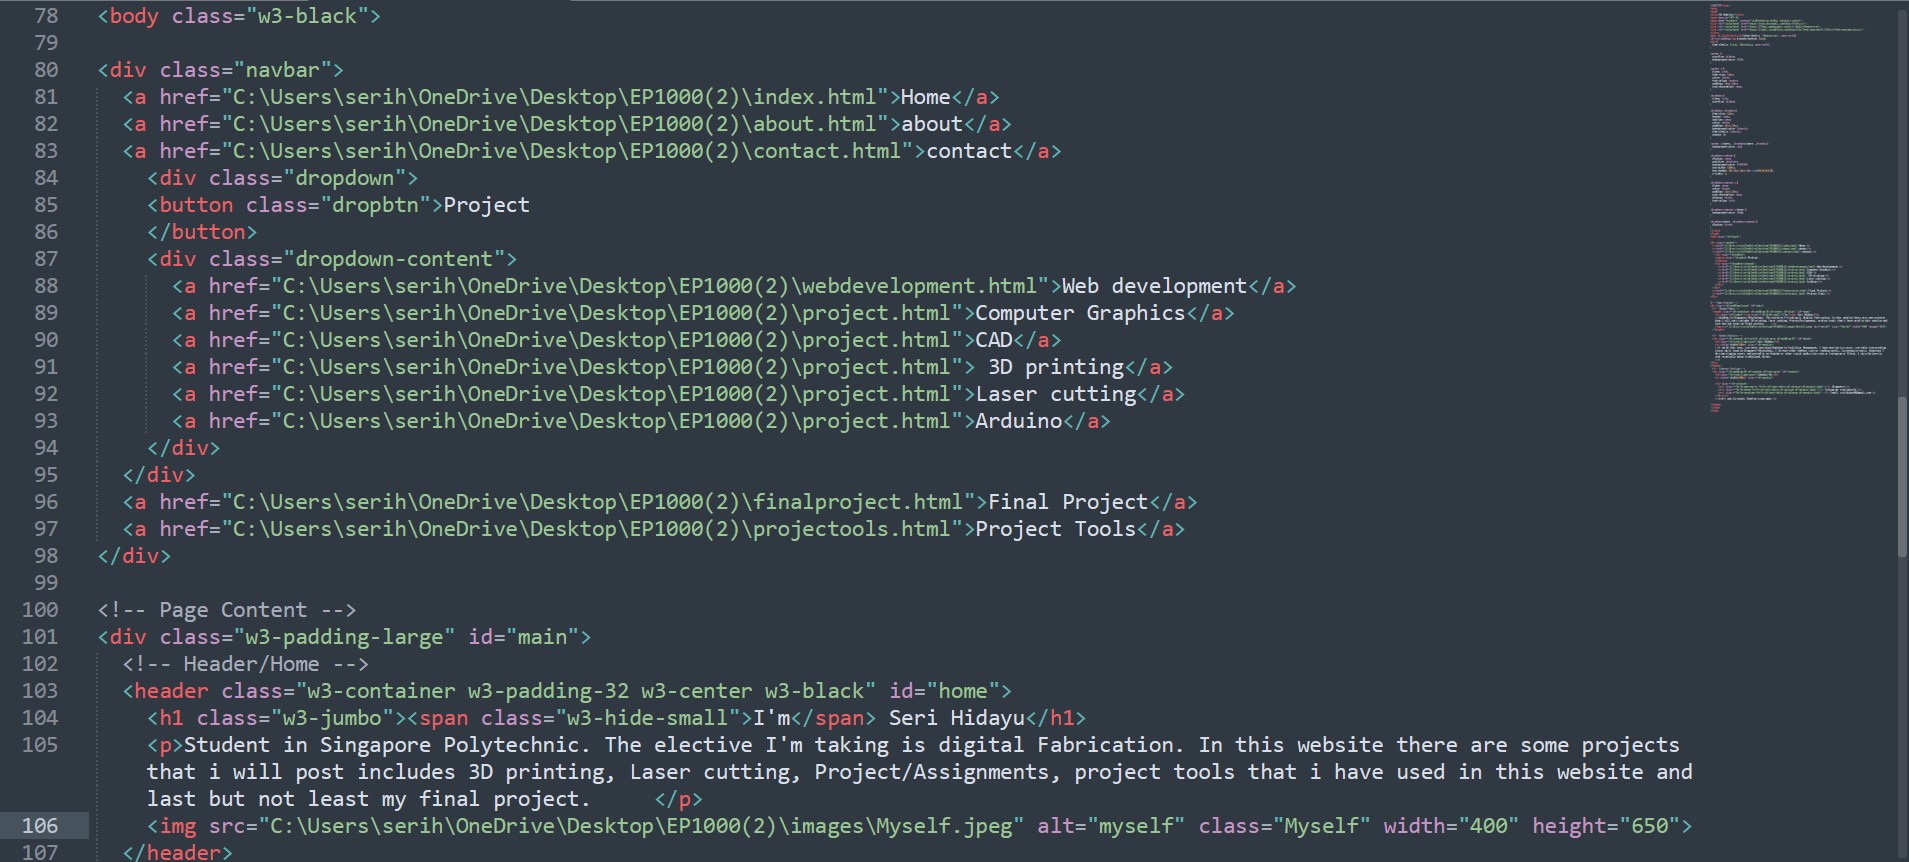 78 <body class="w3-black">
79
80 <div class="navbar">
81 <a href="C:\Users\serih\OneDrive\Desktop\EP1000(2)\index.html">Home</a>
82 <a href="C:\Users\serih\OneDrive\Desktop\EP1000(2)\about.html">about</a>
83 <a href="C:\Users\serih\OneDrive\Desktop\EP1000(2)\contact.html">contact</a>
84 <div class="dropdown">
85 <button class="dropbtn">Project
86 </button>
87 <div class="dropdown-content">
88 <a href="C:\Users\serih\OneDrive\Desktop\EP1000(2)\webdevelopment.html">Web development</a>
89 <a href="C:\Users\serih\OneDrive\Desktop\EP1000(2)\project.html">Computer Graphics</a>
90 <a href="C:\Users\serih\OneDrive\Desktop\EP1000(2)\project.html">CAD</a>
91 <a href="C:\Users\serih\OneDrive\Desktop\EP1000(2)\project.html"> 3D printing</a>
92 <a href="C:\Users\serih\OneDrive\Desktop\EP1000(2)\project.html">Laser cutting</a>
93 <a href="C:\Users\serih\OneDrive\Desktop\EP1000(2)\project.html">Arduino</a>
94 </div>
95 </div>
96 <a href="C:\Users\serih\OneDrive\Desktop\EP1000(2)\finalproject.html">Final Project</a>
97 <a href="C:\Users\serih\OneDrive\Desktop\EP1000(2)\projectools.html">Project Tools</a>
98 </div>
99
100 <!-- Page Content -->
101 <div class="w3-padding-large" id="main">
102 <!-- Header/Home -->
103 <header class="w3-container w3-padding-32 w3-center w3-black" id="home">
104 <h1 class="w3-jumbo"><span class="w3-hide-small">I'm</span> Seri Hidayu</h1>
105 <p>Student in Singapore Polytechnic. The elective I'm taking is digital Fabrication. In this website there are some projects
that i will post includes 3D printing, Laser cutting, Project/Assignments, project tools that i have used in this website and
last but not least my final project. </p>
106 <img src="C:\Users\serih\OneDrive\Desktop\EP1000(2)\images\Myself.jpeg" alt="myself" class="Myself" width="400" height="650">
107 </header>